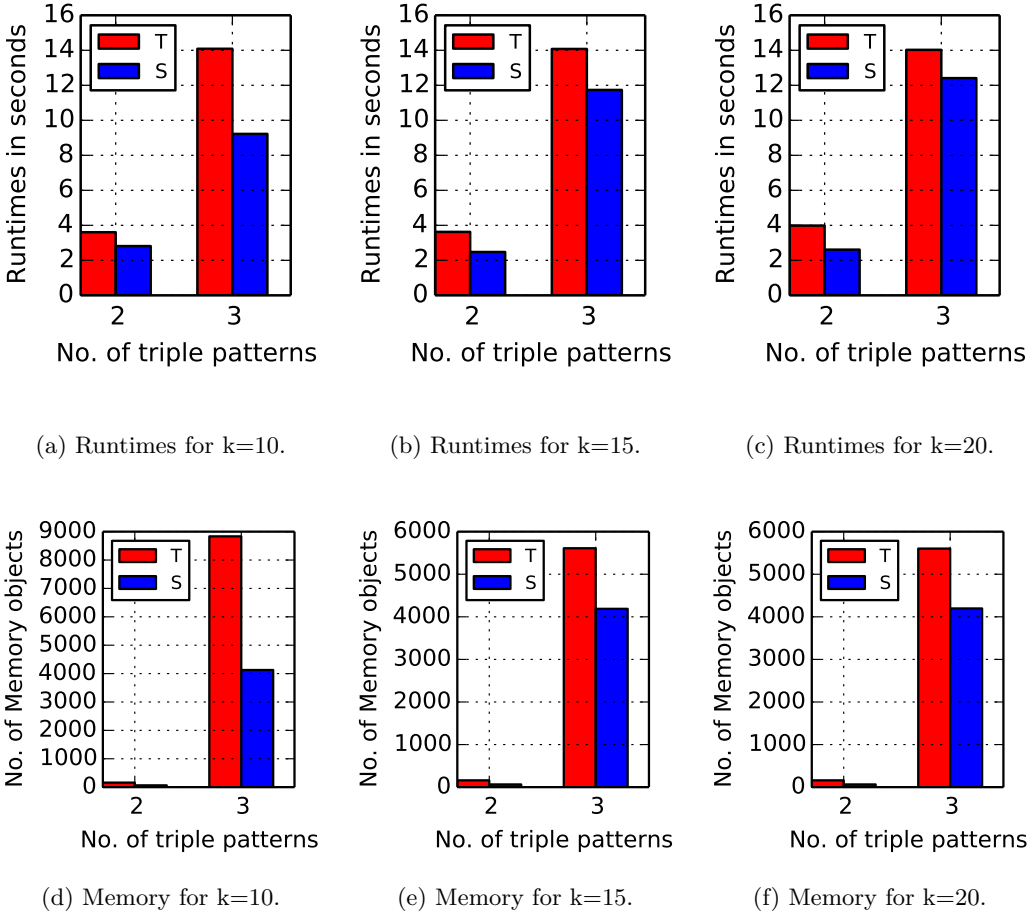 Runtimes in seconds
16
14
12
10
8
6
4
2
0
T
S
2 3
No. of triple patterns
(a) Runtimes for k=10.
Runtimes in seconds
16
14
12
10
8
6
4
2
0
T
S
2 3
No. of triple patterns
(b) Runtimes for k=15.
Runtimes in seconds
16
14
12
10
8
6
4
2
0
T
S
2 3
No. of triple patterns
(c) Runtimes for k=20.
No. of Memory objects
9000
8000
7000
6000
5000
4000
3000
2000
1000
0
T
S
2 3
No. of triple patterns
(d) Memory for k=10.
No. of Memory objects
6000
5000
4000
3000
2000
1000
0
T
S
2 3
No. of triple patterns
(e) Memory for k=15.
No. of Memory objects
6000
5000
4000
3000
2000
1000
0
T
S
2 3
No. of triple patterns
(f) Memory for k=20.